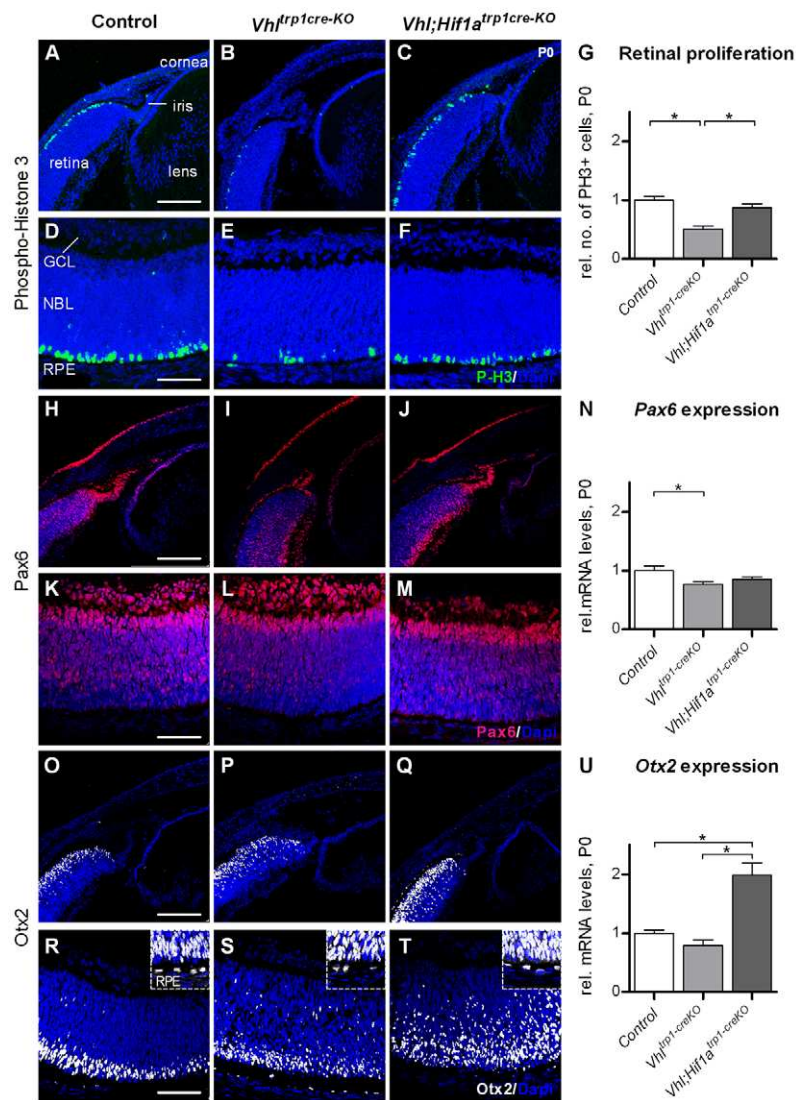 Control
Vhl^trp1cre-KO
Vhl;Hif1a^trp1cre-KO
Phospho-Histone 3
A
cornea
iris
retina
lens
B
C
P0
D
GCL
NBL
RPE
E
F
P-H3/Dapi
G Retinal proliferation
rel. no. of PH3+ cells, P0
2
1
0
*
*
Control
Vhl^trp1-creKO
Vhl;Hif1a^trp1-creKO
Pax6
H
I
J
K
L
M
Pax6/Dapi
N Pax6 expression
rel.mRNA levels, P0
2
1
0
*
Control
Vhl^trp1-creKO
Vhl;Hif1a^trp1-creKO
Otx2
O
P
Q
R
RPE
S
T
Otx2/Dapi
U Otx2 expression
rel. mRNA levels, P0
2
1
0
*
*
Control
Vhl^trp1-creKO
Vhl;Hif1a^trp1-creKO